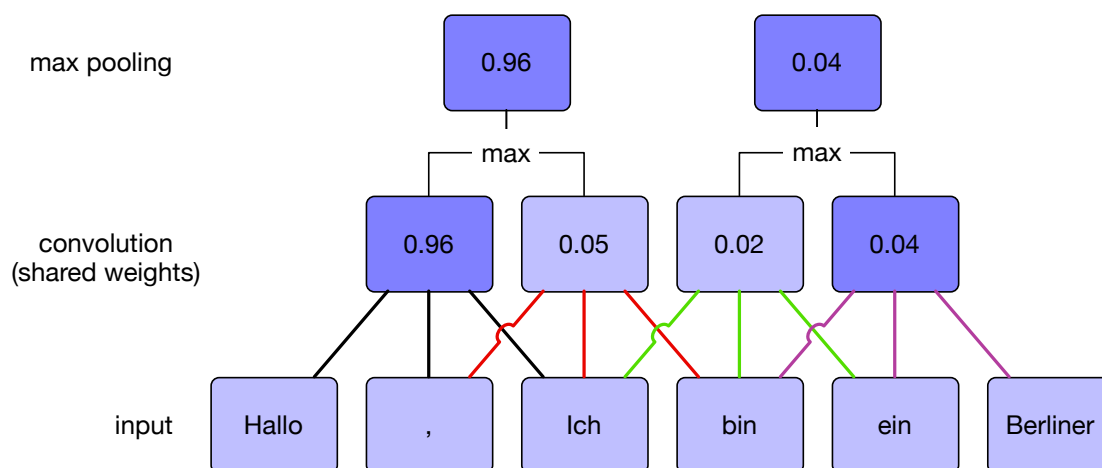 max pooling
0.96
0.04
max
max
convolution
(shared weights)
0.96
0.05
0.02
0.04
input
Hallo
,
Ich
bin
ein
Berliner